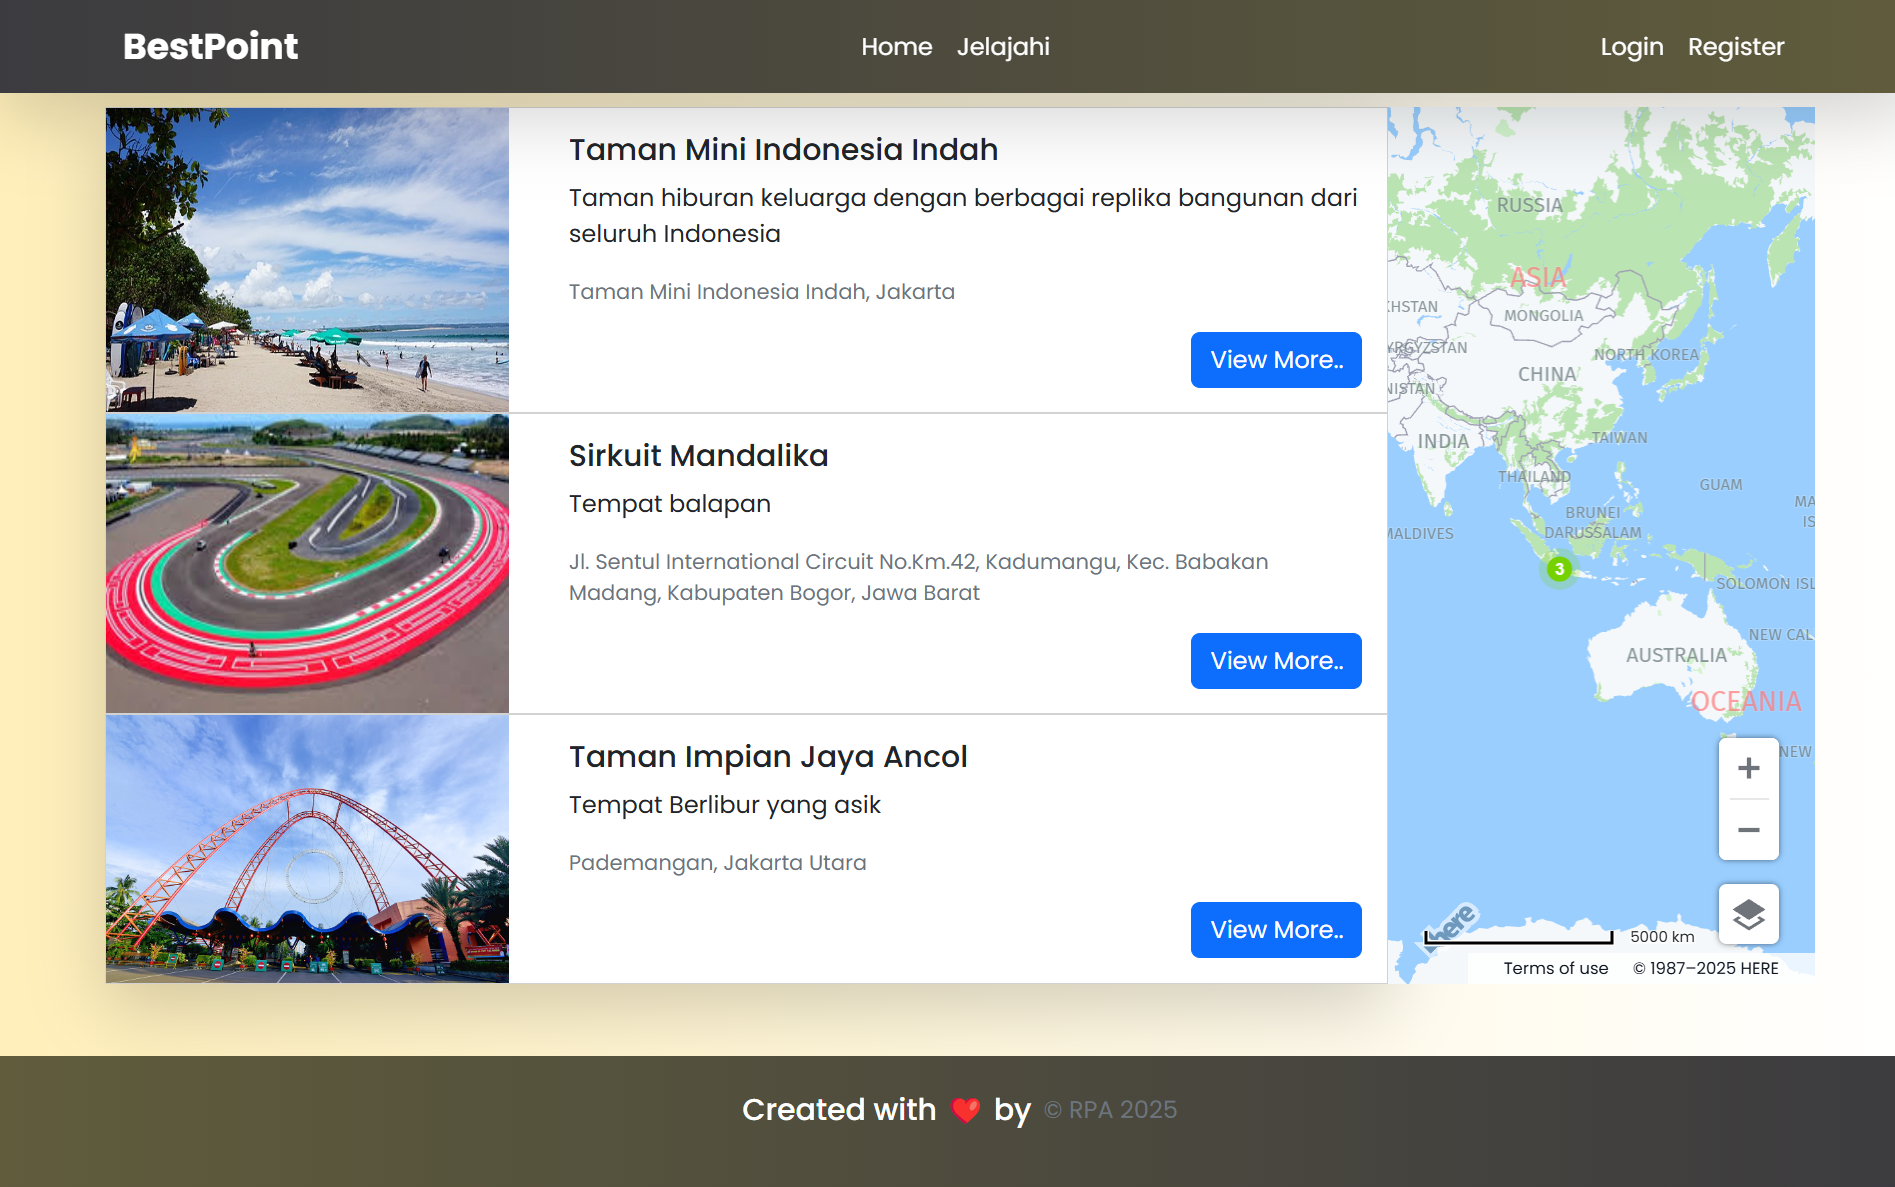 BestPoint
Home Jelajahi
Login Register
Taman Mini Indonesia Indah
Taman hiburan keluarga dengan berbagai replika bangunan dari
seluruh Indonesia
Taman Mini Indonesia Indah, Jakarta
View More..
Sirkuit Mandalika
Tempat balapan
Jl. Sentul International Circuit No.Km.42, Kadumangu, Kec. Babakan
Madang, Kabupaten Bogor, Jawa Barat
View More..
Taman Impian Jaya Ancol
Tempat Berlibur yang asik
Pademangan, Jakarta Utara
View More..
RUSSIA
ASIA
KHSTAN
MONGOLIA
YRGYZSTAN
NORTH KOREA
CHINA
NISTAN
INDIA
TAIWAN
THAILAND
GUAM
MA
IS
BRUNEI
DARUSSALAM
MALDIVES
3
SOLOMON ISL
NEW CAL
AUSTRALIA
OCEANIA
NEW
here
5000 km
Terms of use © 1987–2025 HERE
Created with ❤️ by © RPA 2025